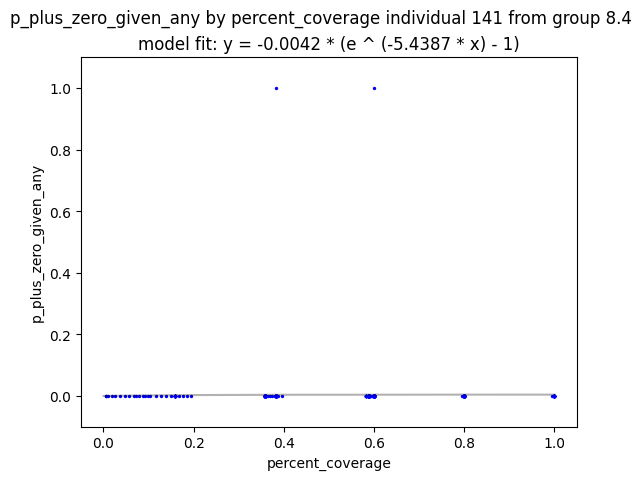 p_plus_zero_given_any by percent_coverage individual 141 from group 8.4
model fit: y = -0.0042 * (e ^ (-5.4387 * x) - 1)
1.0
0.8
0.6
0.4
0.2
0.0
p_plus_zero_given_any
0.0 0.2 0.4 0.6 0.8 1.0
percent_coverage